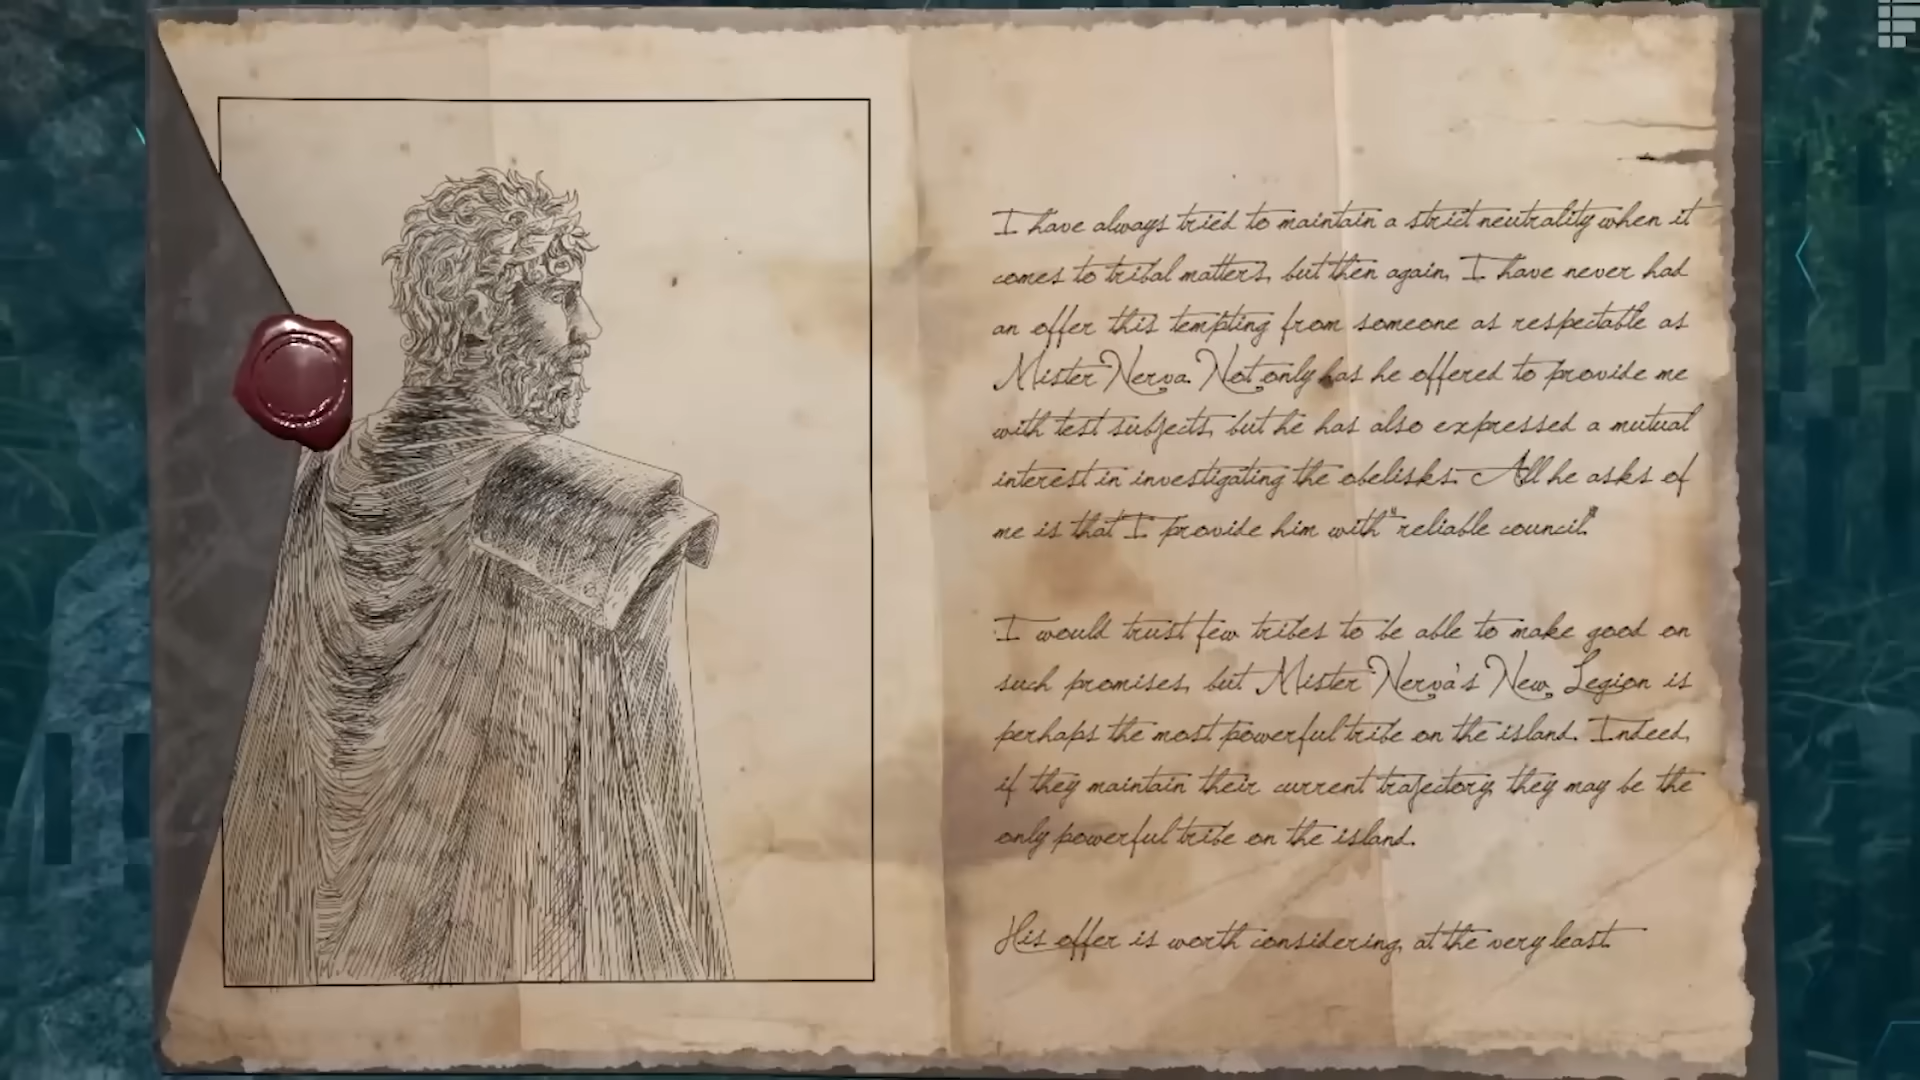 I have always tried to maintain a strict neutrality when it
comes to tribal matters, but then again, I have never had
an offer this tempting from someone as respectable as
Mister Nerva. Not only has he offered to provide me
with test subjects, but he has also expressed a mutual
interest in investigating the obelisks. All he asks of
me is that I provide him with "reliable council."
I would trust few tribes to be able to make good on
such promises, but Mister Nerva's New Legion is
perhaps the most powerful tribe on the island. Indeed,
if they maintain their current trajectory, they may be the
only powerful tribe on the island.
His offer is worth considering, at the very least.